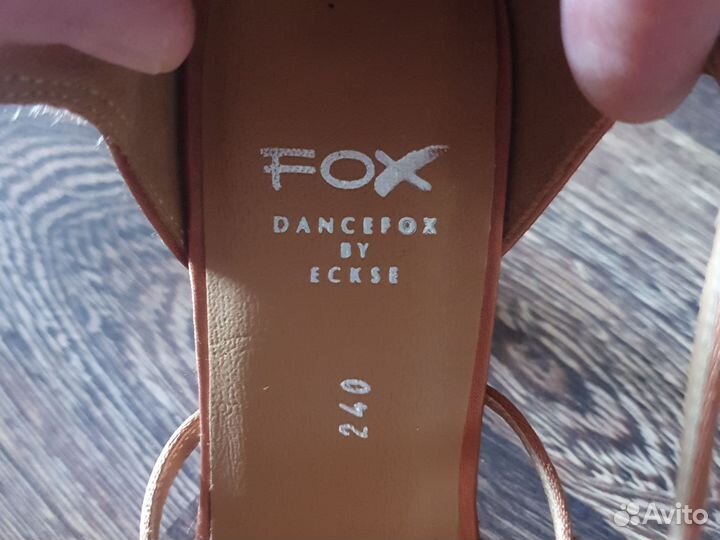 FOX
DANCEFOX
BY
ECKSE
240
Avito